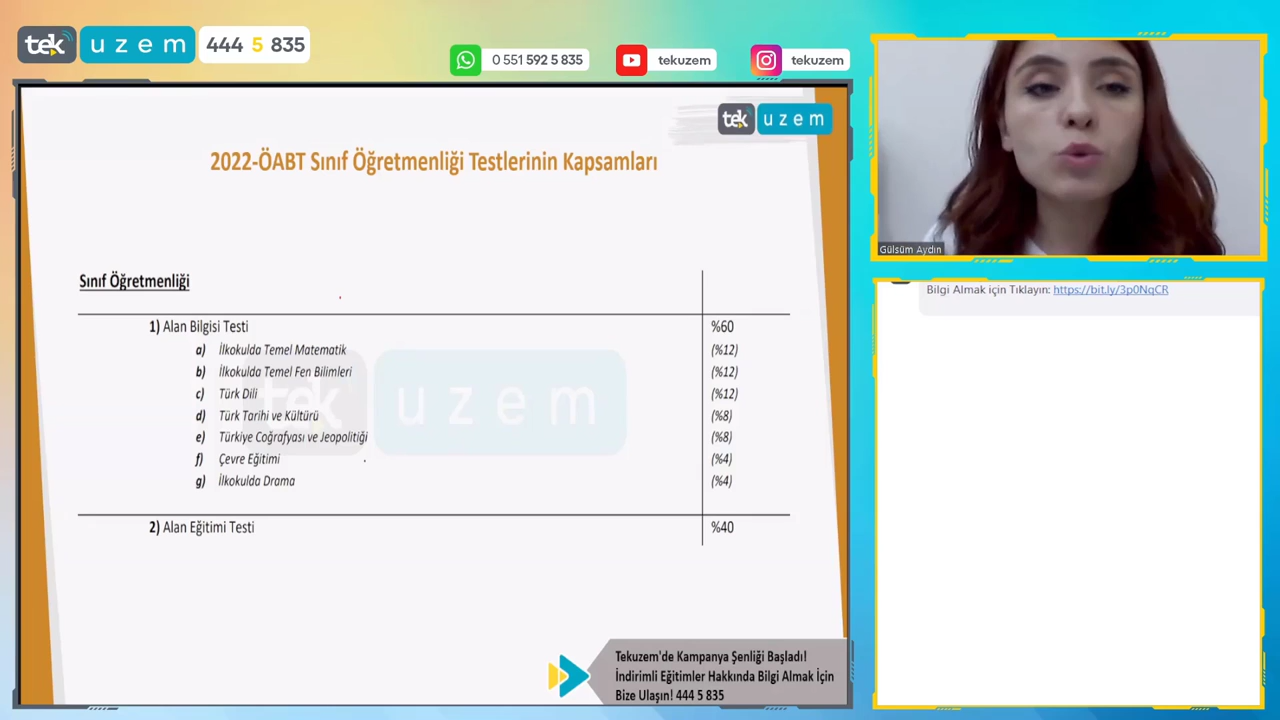 tek uzem 444 5 835
0 551 592 5 835
tekuzem
tekuzem
tek uzem
2022-ÖABT Sınıf Öğretmenliği Testlerinin Kapsamları
Sınıf Öğretmenliği
1) Alan Bilgisi Testi %60
a) İlkokulda Temel Matematik (%12)
b) İlkokulda Temel Fen Bilimleri (%12)
c) Türk Dili (%12)
d) Türk Tarihi ve Kültürü (%8)
e) Türkiye Coğrafyası ve Jeopolitiği (%8)
f) Çevre Eğitimi (%4)
g) İlkokulda Drama (%4)
tek uzem
2) Alan Eğitimi Testi %40
Tekuzem'de Kampanya Şenliği Başladı!
İndirimli Eğitimler Hakkında Bilgi Almak İçin
Bize Ulaşın! 444 5 835
Gülsüm Aydın
Bilgi Almak için Tıklayın: https://bit.ly/3p0NqCR